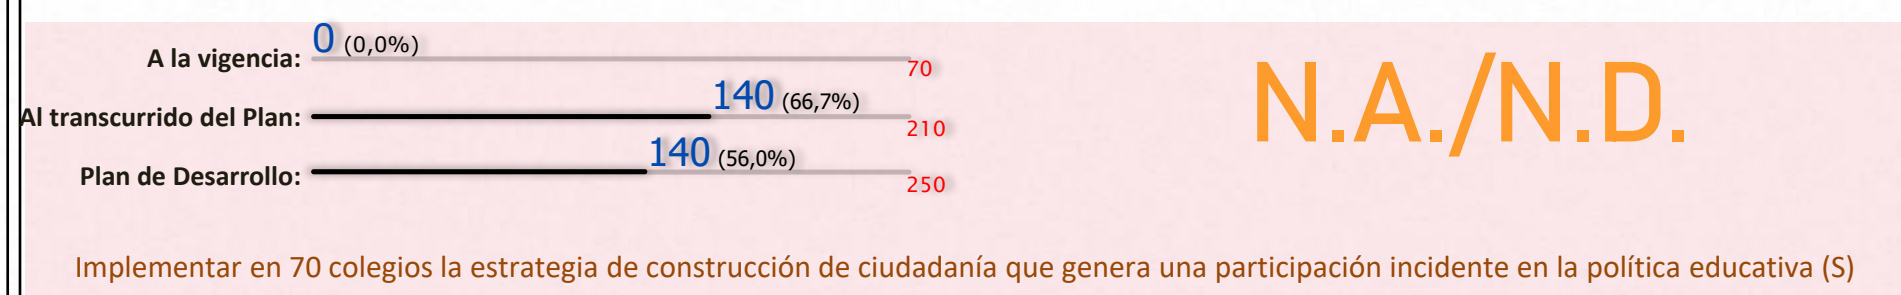 A la vigencia: 0 (0,0%) 70
Al transcurrido del Plan: 140 (66,7%) 210
Plan de Desarrollo: 140 (56,0%) 250
N.A./N.D.
Implementar en 70 colegios la estrategia de construcción de ciudadanía que genera una participación incidente en la política educativa (S)